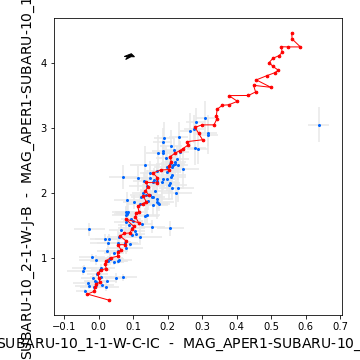 SUBARU-10_2-1-W-J-B - MAG_APER1-SUBARU-10_1
4
3
2
1
−0.1 0.0 0.1 0.2 0.3 0.4 0.5 0.6 0.7
SUBARU-10_1-1-W-C-IC - MAG_APER1-SUBARU-10_